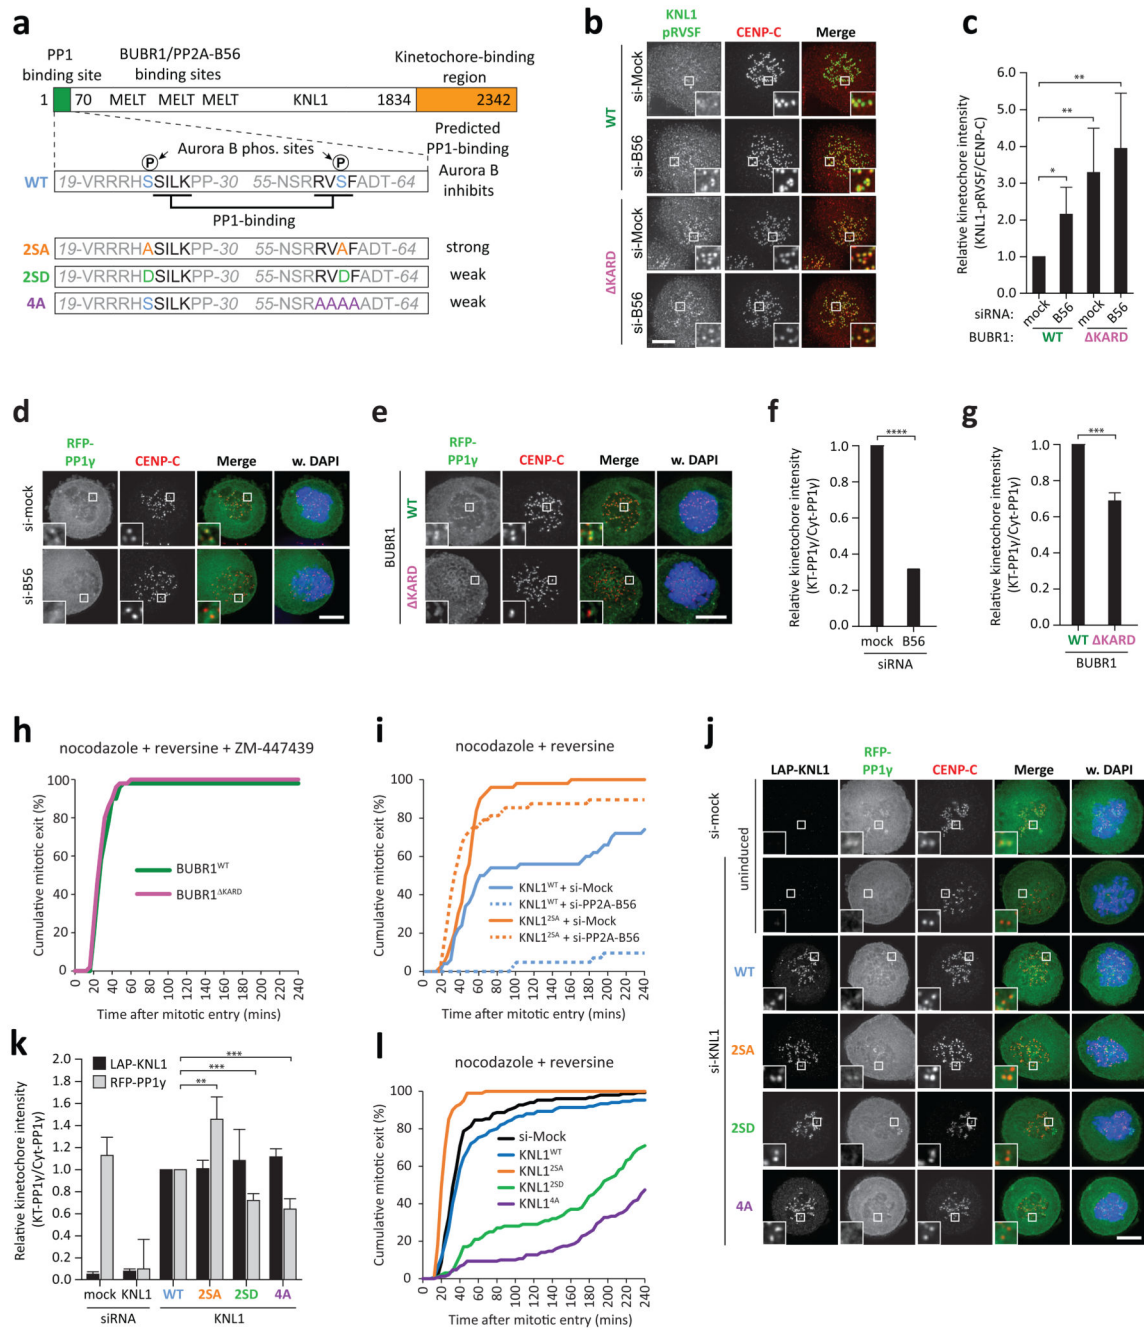 a
PP1
binding site
BUBR1/PP2A-B56
binding sites
Kinetochore-binding
region
1 70 MELT MELT MELT KNL1 1834 2342
Predicted
PP1-binding
Aurora B phos. sites
P P
WT 19-VRRRHSSILKPP-30 55-NSRRVSFADT-64 Aurora B
inhibits
PP1-binding
2SA 19-VRRRHASILKPP-30 55-NSRRVAFADT-64 strong
2SD 19-VRRRHDSILKPP-30 55-NSRRVDFADT-64 weak
4A 19-VRRRHSSILKPP-30 55-NSRAAAAADT-64 weak
b
KNL1
pRVSF CENP-C Merge
WT
si-Mock
si-B56
ΔKARD
si-Mock
si-B56
c
Relative kinetochore intensity
(KNL1-pRVSF/CENP-C)
7.0
6.0
5.0
4.0
3.0
2.0
1.0
0.0
**
**
*
siRNA: mock B56 mock B56
BUBR1: WT ΔKARD
d
RFP-
PP1γ CENP-C Merge w. DAPI
si-mock
si-B56
e
RFP-
PP1γ CENP-C Merge w. DAPI
BUBR1
WT
ΔKARD
f
Relative kinetochore intensity
(KT-PP1γ/Cyt-PP1γ)
****
1.0
0.8
0.6
0.4
0.2
0.0
mock B56
siRNA
g
Relative kinetochore intensity
(KT-PP1γ/Cyt-PP1γ)
***
1.0
0.8
0.6
0.4
0.2
0.0
WT ΔKARD
BUBR1
h
nocodazole + reversine + ZM-447439
Cumulative mitotic exit (%)
100
80
60
40
20
0
BUBR1WT
BUBR1ΔKARD
0 20 40 60 80 100 120 140 160 180 200 220 240
Time after mitotic entry (mins)
i
nocodazole + reversine
Cumulative mitotic exit (%)
100
80
60
40
20
0
KNL1WT + si-Mock
KNL1WT + si-PP2A-B56
KNL12SA + si-Mock
KNL12SA + si-PP2A-B56
0 20 40 60 80 100 120 140 160 180 200 220 240
Time after mitotic entry (mins)
j
LAP-KNL1 RFP-
PP1γ CENP-C Merge w. DAPI
si-mock
uninduced
si-KNL1
WT
2SA
2SD
4A
k
Relative kinetochore intensity
(KT-PP1γ/Cyt-PP1γ)
2.0
1.8
1.6
1.4
1.2
1.0
0.8
0.6
0.4
0.2
0.0
LAP-KNL1
RFP-PP1γ
***
***
**
mock KNL1 WT 2SA 2SD 4A
siRNA KNL1
l
nocodazole + reversine
Cumulative mitotic exit (%)
100
80
60
40
20
0
si-Mock
KNL1WT
KNL12SA
KNL12SD
KNL14A
0 20 40 60 80 100 120 140 160 180 200 220 240
Time after mitotic entry (mins)